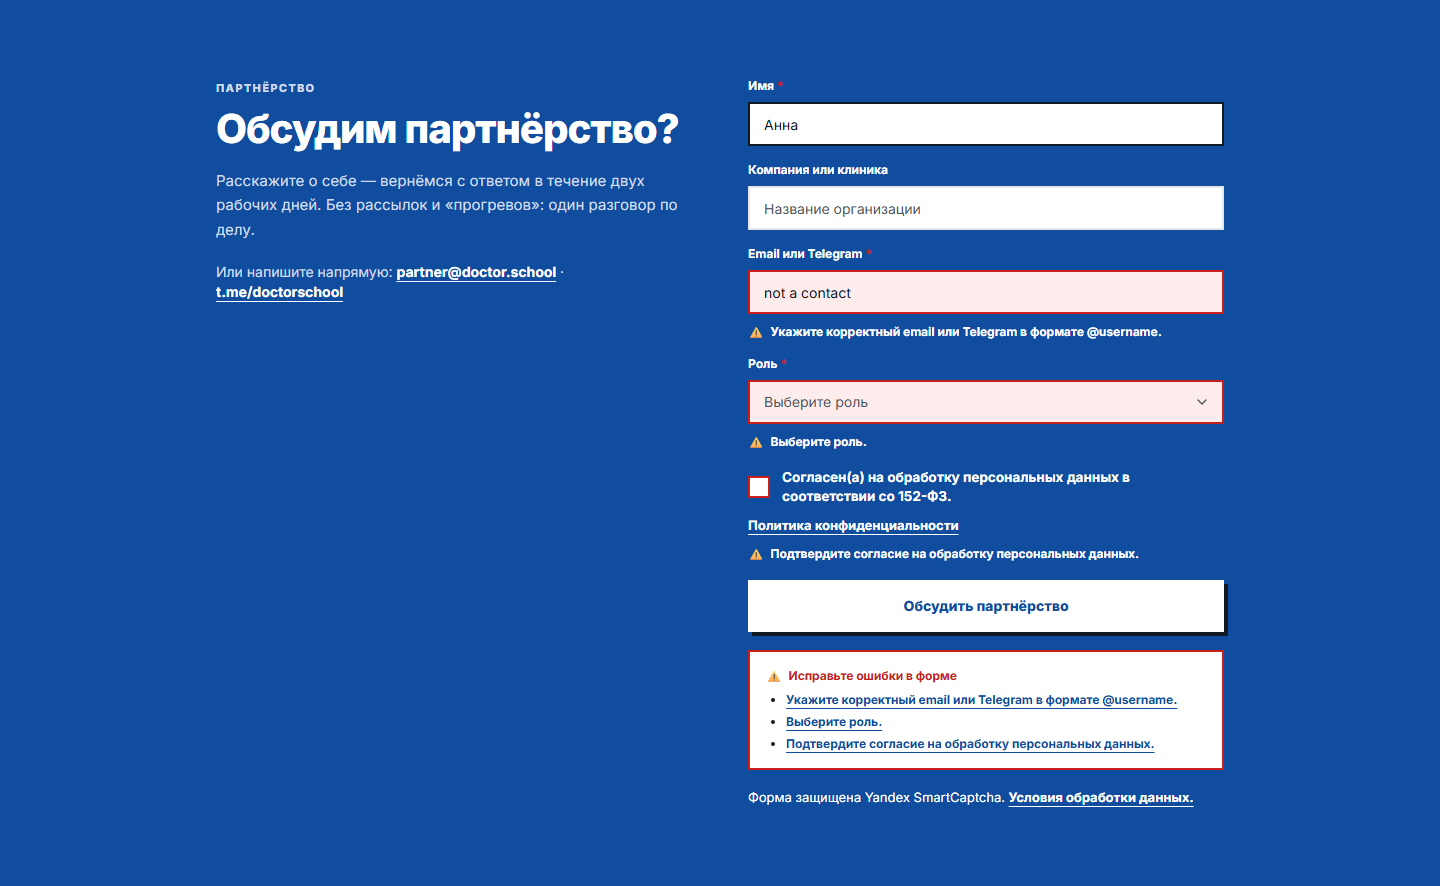 ПАРТНЁРСТВО
Обсудим партнёрство?
Расскажите о себе — вернёмся с ответом в течение двух
рабочих дней. Без рассылок и «прогревов»: один разговор по
делу.
Или напишите напрямую: partner@doctor.school ·
t.me/doctorschool
Имя *
Анна
Компания или клиника
Название организации
Email или Telegram *
not a contact
Укажите корректный email или Telegram в формате @username.
Роль *
Выберите роль
Выберите роль.
Согласен(а) на обработку персональных данных в
соответствии со 152-ФЗ.
Политика конфиденциальности
Подтвердите согласие на обработку персональных данных.
Обсудить партнёрство
Исправьте ошибки в форме
• Укажите корректный email или Telegram в формате @username.
• Выберите роль.
• Подтвердите согласие на обработку персональных данных.
Форма защищена Yandex SmartCaptcha. Условия обработки данных.